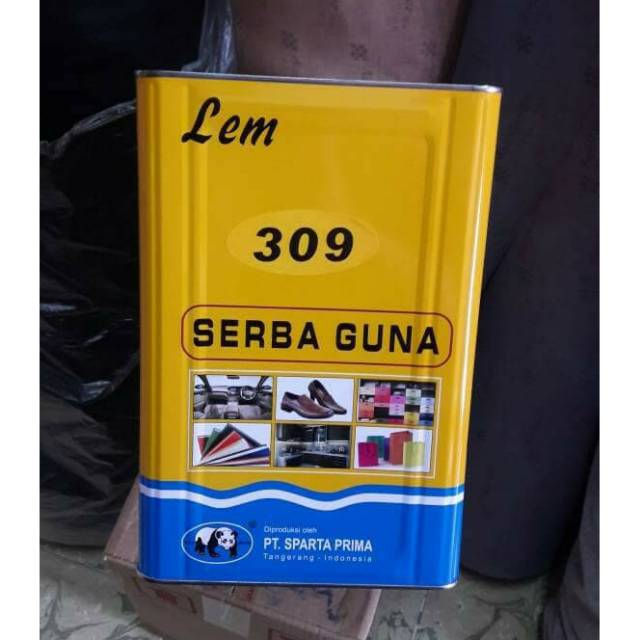 Lem
309
SERBA GUNA
Diproduksi oleh
PT. SPARTA PRIMA
Tangerang - Indonesia